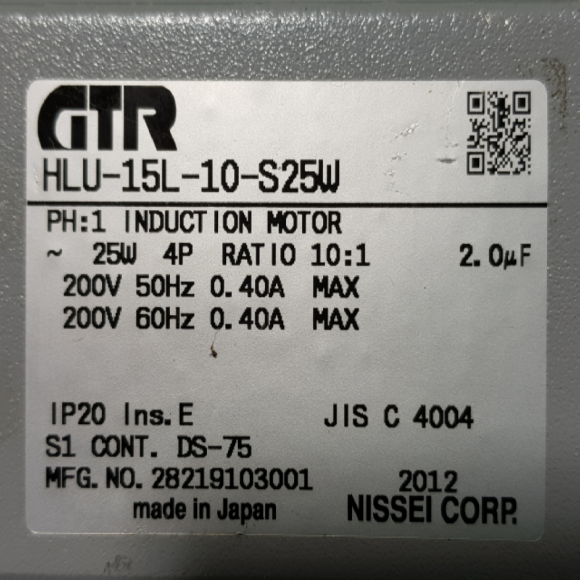 GTR
HLU-15L-10-S25W
PH:1 INDUCTION MOTOR
~ 25W 4P RATIO 10:1 2.0μF
200V 50Hz 0.40A MAX
200V 60Hz 0.40A MAX
IP20 Ins.E JIS C 4004
S1 CONT. DS-75
MFG.NO.28219103001 2012
made in Japan NISSEI CORP.